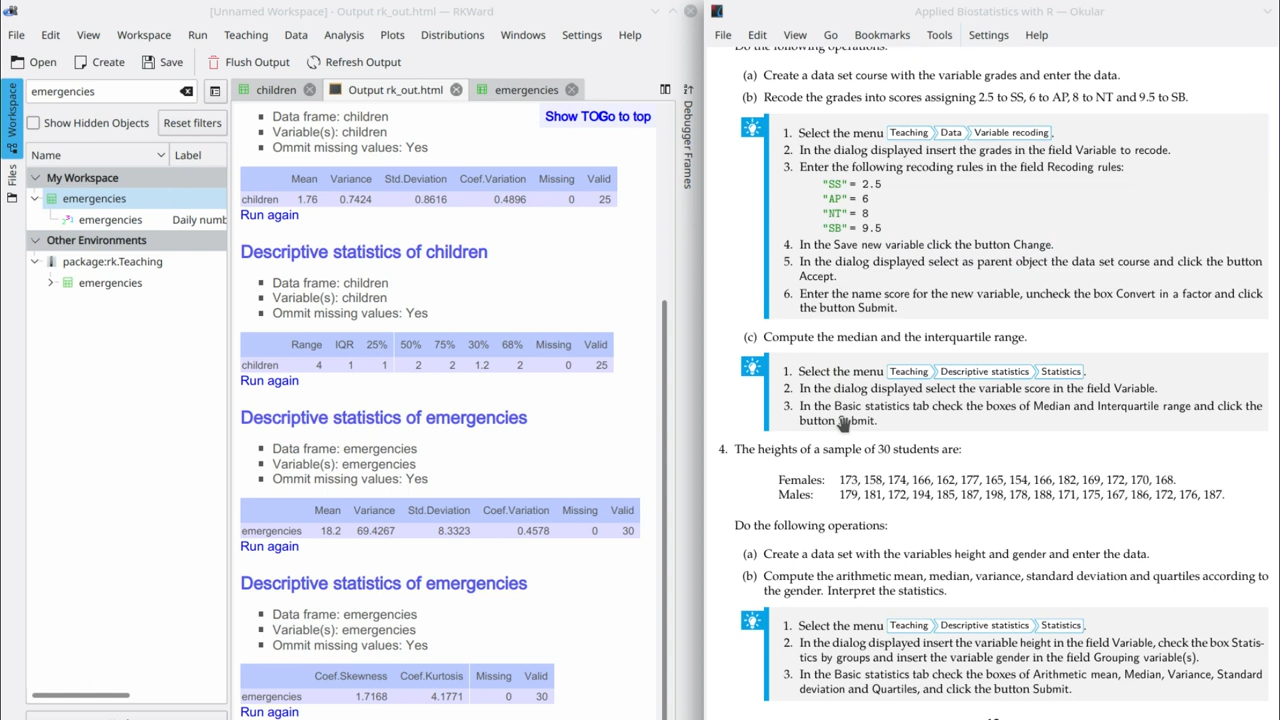 [Unnamed Workspace] - Output rk_out.html — RKWard
File Edit View Workspace Run Teaching Data Analysis Plots Distributions Windows Settings Help
Open Create Save Flush Output Refresh Output
emergencies
Show Hidden Objects Reset filters
Name Label
My Workspace
emergencies
emergencies Daily numb
Other Environments
package:rk.Teaching
emergencies
Workspace
Files
children Output rk_out.html emergencies
Show TOGo to top
Data frame: children
Variable(s): children
Ommit missing values: Yes
Mean Variance Std.Deviation Coef.Variation Missing Valid
children 1.76 0.7424 0.8616 0.4896 0 25
Run again
Descriptive statistics of children
Data frame: children
Variable(s): children
Ommit missing values: Yes
Range IQR 25% 50% 75% 30% 68% Missing Valid
children 4 1 1 2 2 1.2 2 0 25
Run again
Descriptive statistics of emergencies
Data frame: emergencies
Variable(s): emergencies
Ommit missing values: Yes
Mean Variance Std.Deviation Coef.Variation Missing Valid
emergencies 18.2 69.4267 8.3323 0.4578 0 30
Run again
Descriptive statistics of emergencies
Data frame: emergencies
Variable(s): emergencies
Ommit missing values: Yes
Coef.Skewness Coef.Kurtosis Missing Valid
emergencies 1.7168 4.1771 0 30
Run again
Debugger Frames
Applied Biostatistics with R — Okular
File Edit View Go Bookmarks Tools Settings Help
Do the following operations:
(a) Create a data set course with the variable grades and enter the data.
(b) Recode the grades into scores assigning 2.5 to SS, 6 to AP, 8 to NT and 9.5 to SB.
1. Select the menu Teaching Data Variable recoding.
2. In the dialog displayed insert the grades in the field Variable to recode.
3. Enter the following recoding rules in the field Recoding rules:
"SS"= 2.5
"AP"= 6
"NT"= 8
"SB"= 9.5
4. In the Save new variable click the button Change.
5. In the dialog displayed select as parent object the data set course and click the button
Accept.
6. Enter the name score for the new variable, uncheck the box Convert in a factor and click
the button Submit.
(c) Compute the median and the interquartile range.
1. Select the menu Teaching Descriptive statistics Statistics.
2. In the dialog displayed select the variable score in the field Variable.
3. In the Basic statistics tab check the boxes of Median and Interquartile range and click the
button Submit.
4. The heights of a sample of 30 students are:
Females: 173, 158, 174, 166, 162, 177, 165, 154, 166, 182, 169, 172, 170, 168.
Males: 179, 181, 172, 194, 185, 187, 198, 178, 188, 171, 175, 167, 186, 172, 176, 187.
Do the following operations:
(a) Create a data set with the variables height and gender and enter the data.
(b) Compute the arithmetic mean, median, variance, standard deviation and quartiles according to
the gender. Interpret the statistics.
1. Select the menu Teaching Descriptive statistics Statistics.
2. In the dialog displayed insert the variable height in the field Variable, check the box Statis-
tics by groups and insert the variable gender in the field Grouping variable(s).
3. In the Basic statistics tab check the boxes of Arithmetic mean, Median, Variance, Standard
deviation and Quartiles, and click the button Submit.